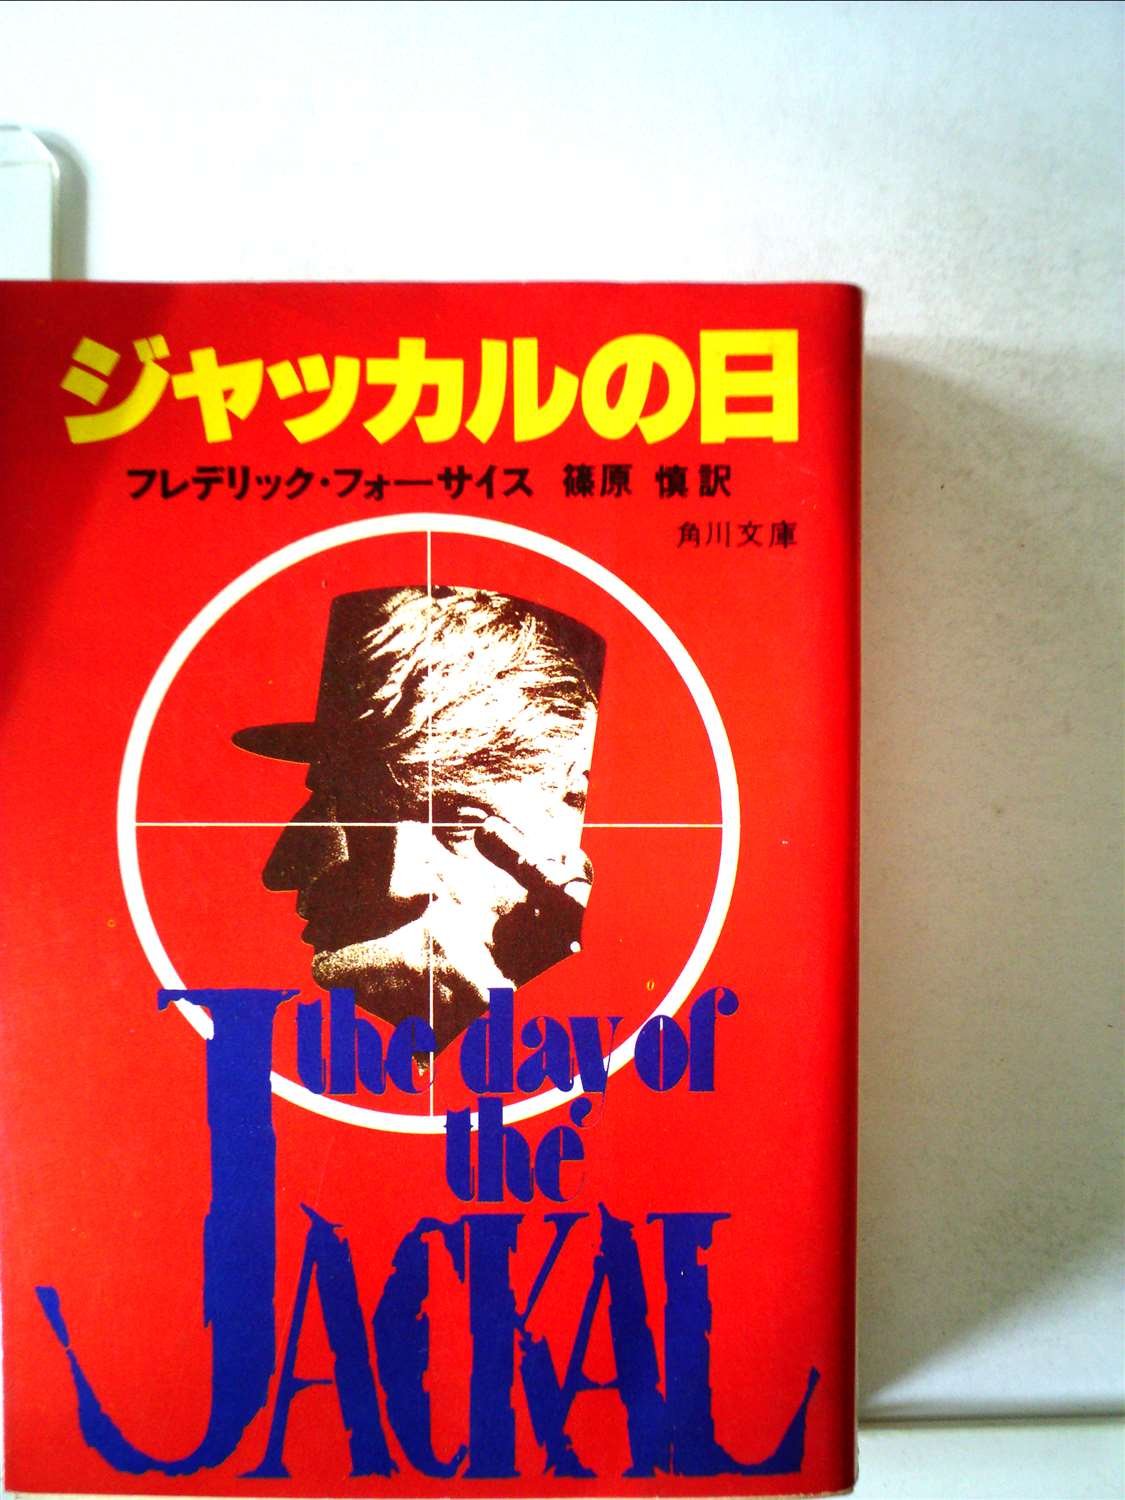 ジャッカルの日
フレデリック・フォーサイス 篠原 慎訳
角川文庫
the day of
the
JACKAL